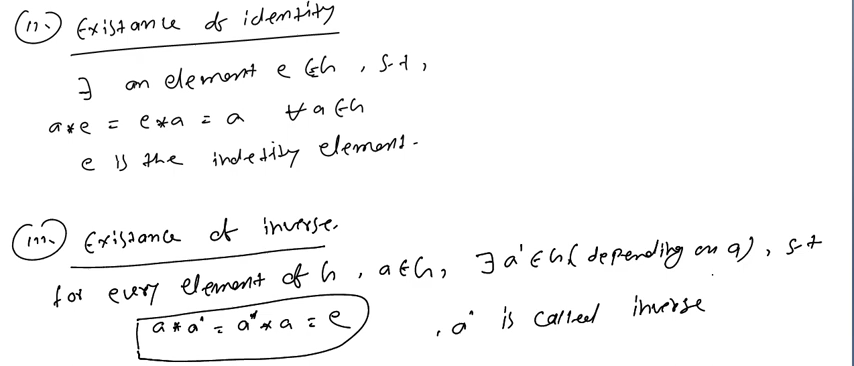 (ii.) Existance of identity
∃ an element e ∈ G, s-t,
a*e = e*a = a ∀ a ∈ G
e is the indetity element.
(iii.) Existance of inverse.
for every element of G, a ∈ G, ∃ a' ∈ G (depending on a), s-t
a * a' = a' * a = e , a' is called inverse